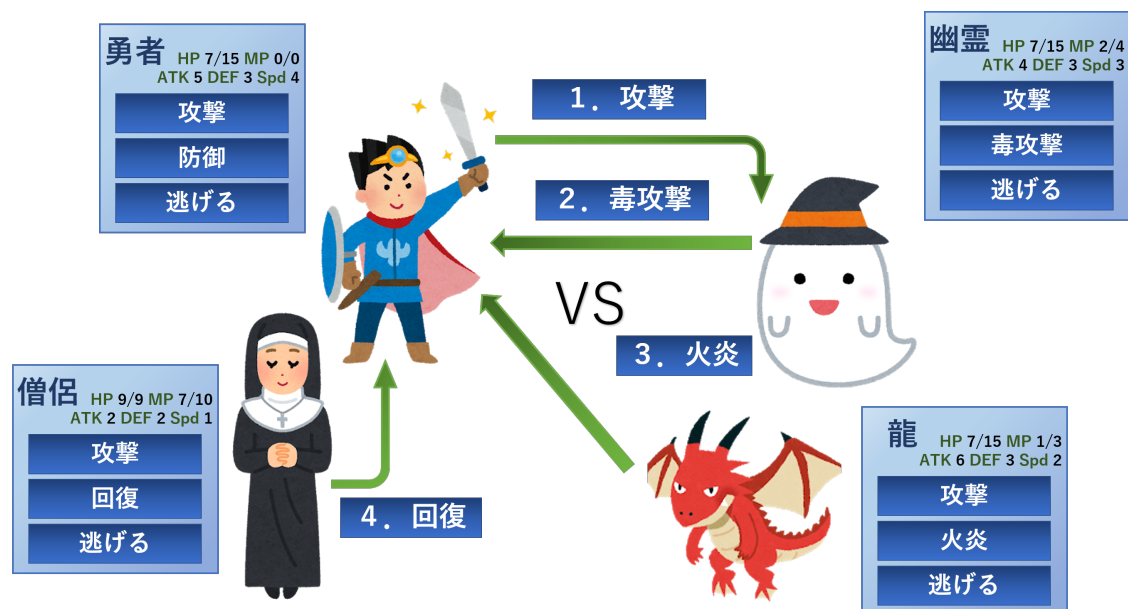 勇者 HP 7/15 MP 0/0
ATK 5 DEF 3 Spd 4
攻撃
防御
逃げる
幽霊 HP 7/15 MP 2/4
ATK 4 DEF 3 Spd 3
攻撃
毒攻撃
逃げる
1. 攻撃
2. 毒攻撃
VS
3. 火炎
僧侶 HP 9/9 MP 7/10
ATK 2 DEF 2 Spd 1
攻撃
回復
逃げる
4. 回復
龍 HP 7/15 MP 1/3
ATK 6 DEF 3 Spd 2
攻撃
火炎
逃げる